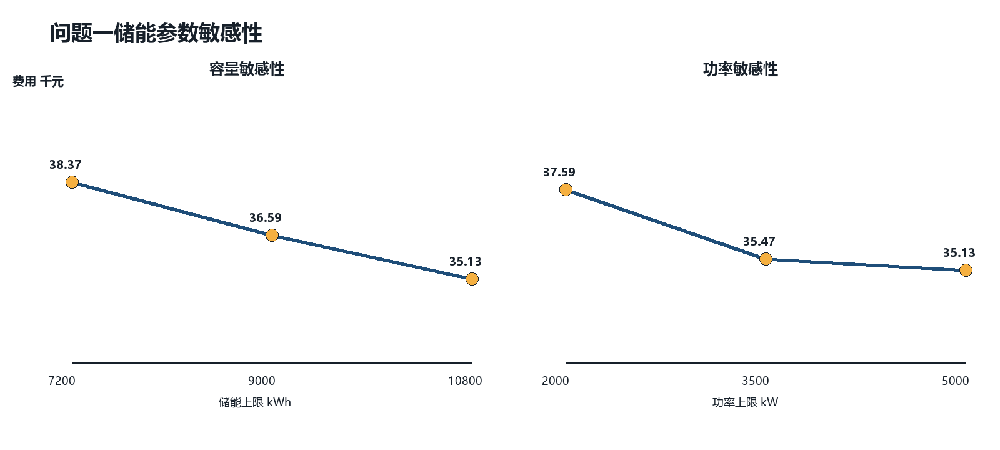 问题一储能参数敏感性
容量敏感性
费用 千元
38.37
36.59
35.13
7200
9000
10800
储能上限 kWh
功率敏感性
37.59
35.47
35.13
2000
3500
5000
功率上限 kW